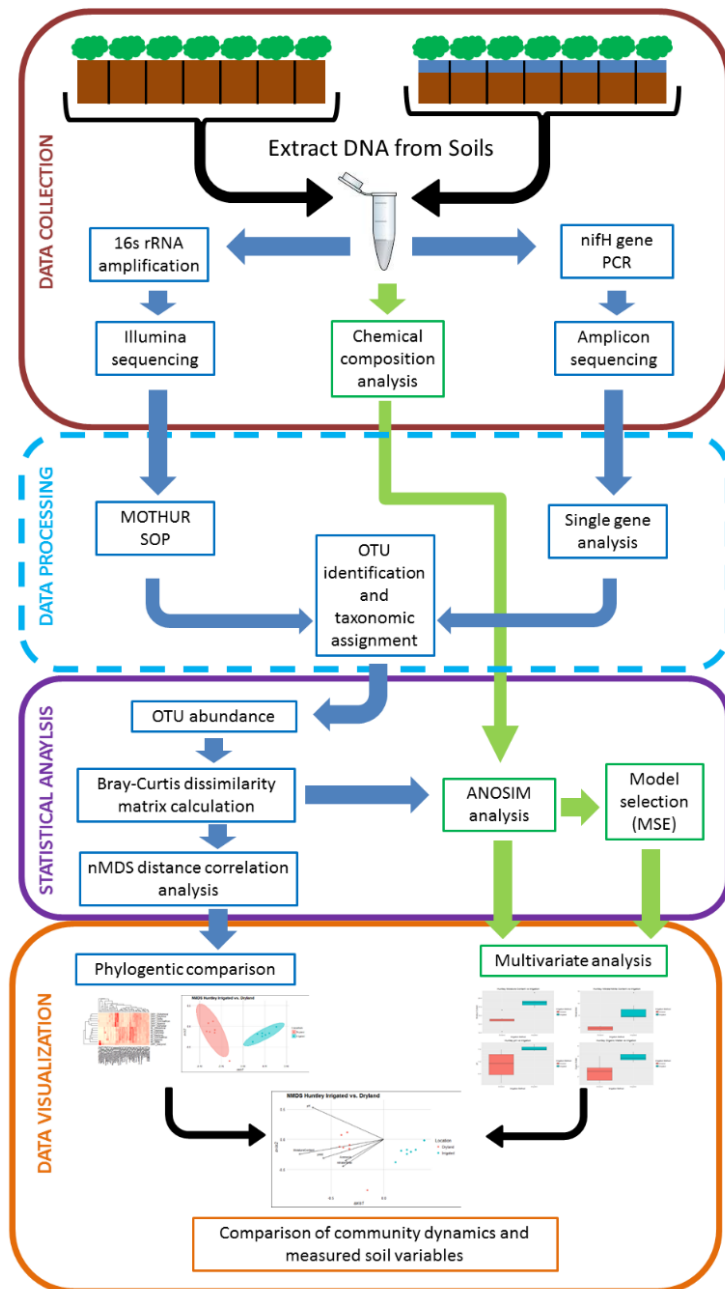 DATA COLLECTION
Extract DNA from Soils
16s rRNA
amplification
nifH gene
PCR
Illumina
sequencing
Chemical
composition
analysis
Amplicon
sequencing
DATA PROCESSING
MOTHUR
SOP
Single gene
analysis
OTU
identification
and
taxonomic
assignment
STATISTICAL ANAYLSIS
OTU abundance
Bray-Curtis dissimilarity
matrix calculation
ANOSIM
analysis
Model
selection
(MSE)
nMDS distance correlation
analysis
DATA VISUALIZATION
Phylogentic comparison
Multivariate analysis
NMDS Huntley Irrigated vs. Dryland
NMDS Huntley Irrigated vs. Dryland
Location
Comparison of community dynamics and
measured soil variables